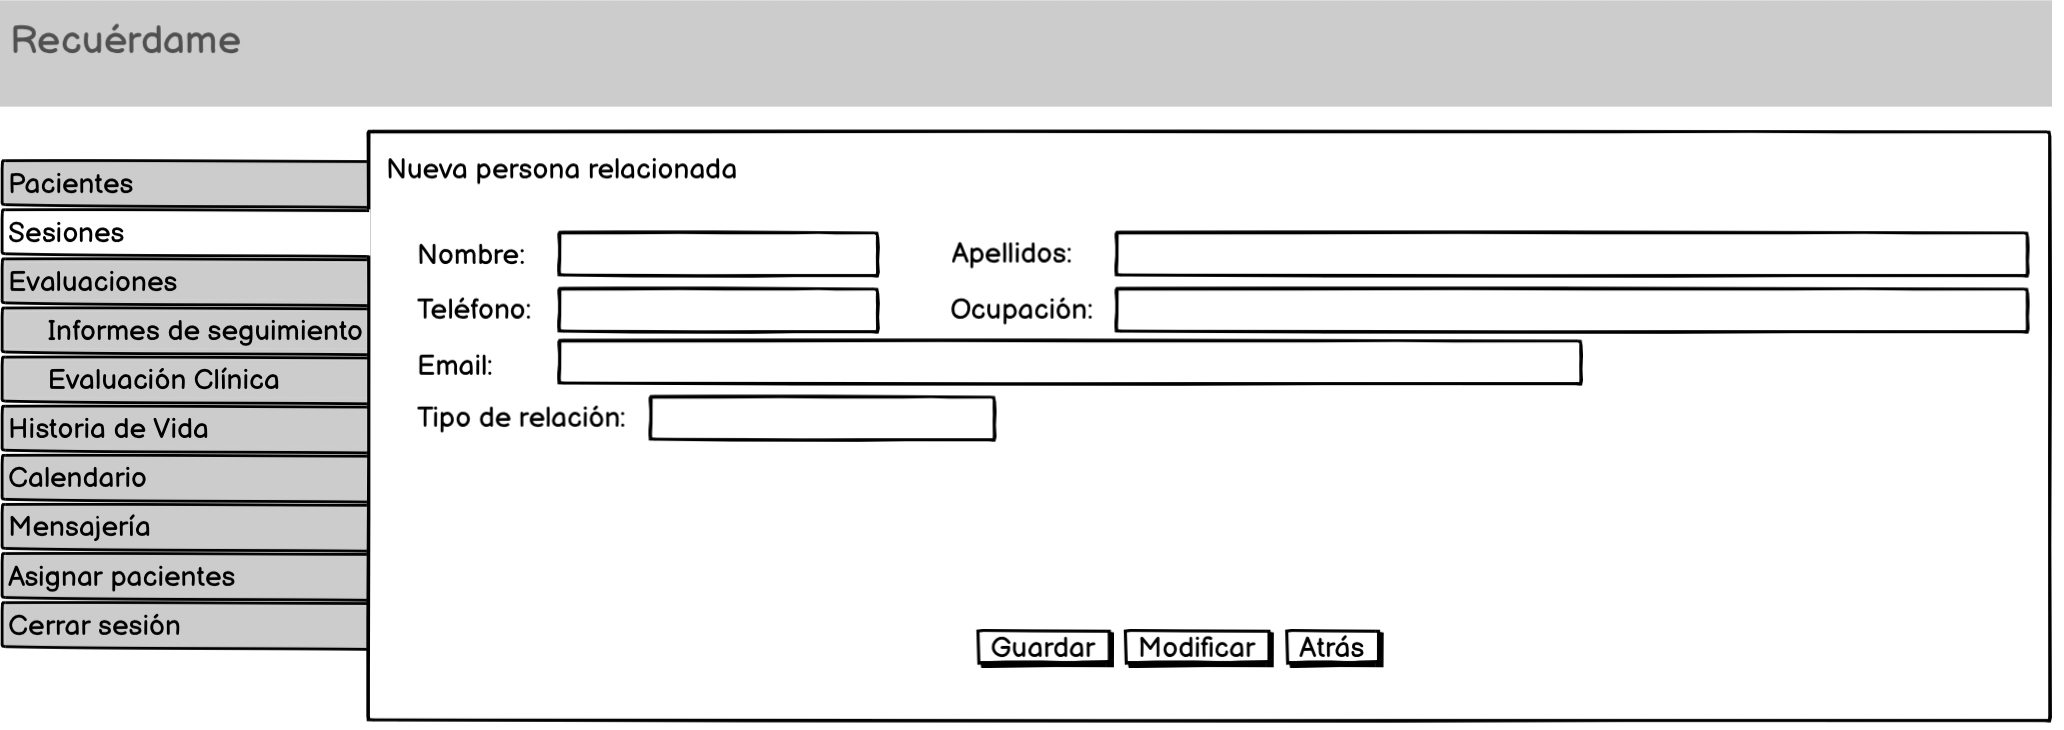 Recuérdame
Pacientes
Sesiones
Evaluaciones
Informes de seguimiento
Evaluación Clínica
Historia de Vida
Calendario
Mensajería
Asignar pacientes
Cerrar sesión
Nueva persona relacionada
Nombre:
Apellidos:
Teléfono:
Ocupación:
Email:
Tipo de relación:
Guardar
Modificar
Atrás